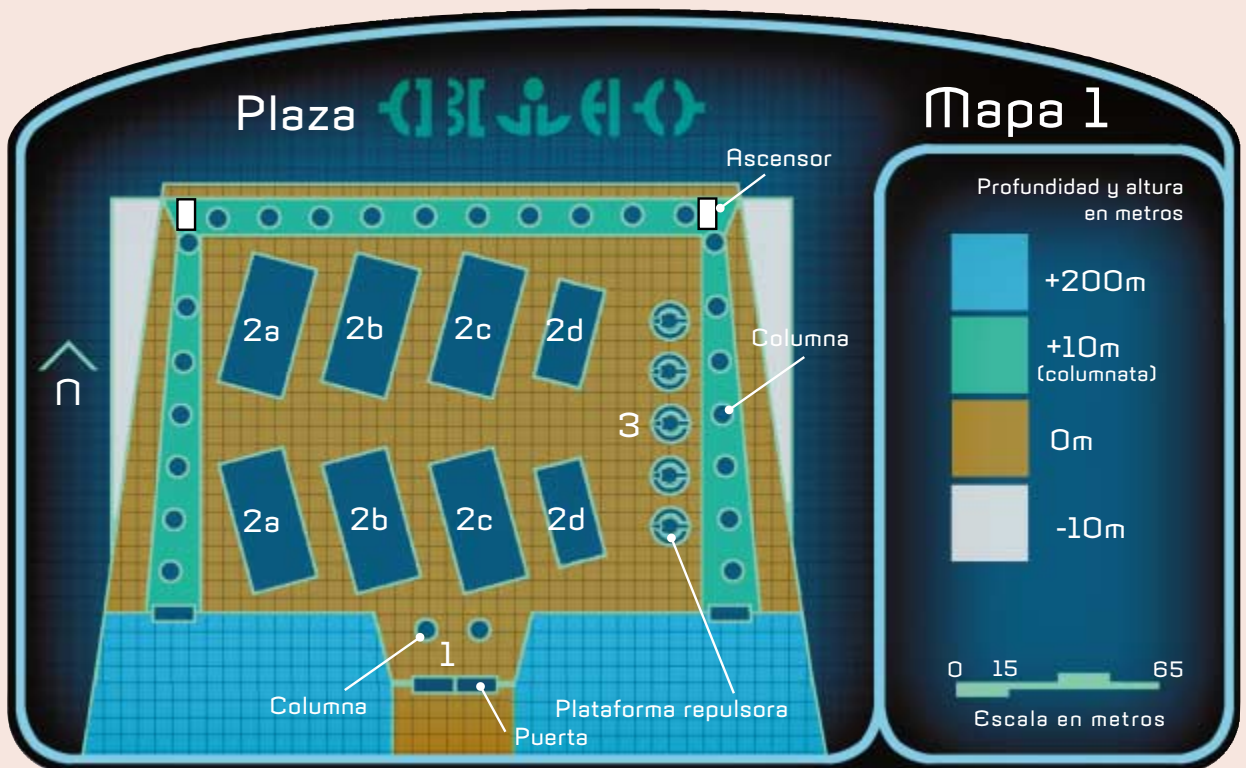 Plaza
Mapa 1
Ascensor
Profundidad y altura
en metros
+200m
2a
2b
2c
2d
Columna
+10m
(columnata)
n
3
0m
2a
2b
2c
2d
-10m
1
0 15 65
Columna
Plataforma repulsora
Escala en metros
Puerta